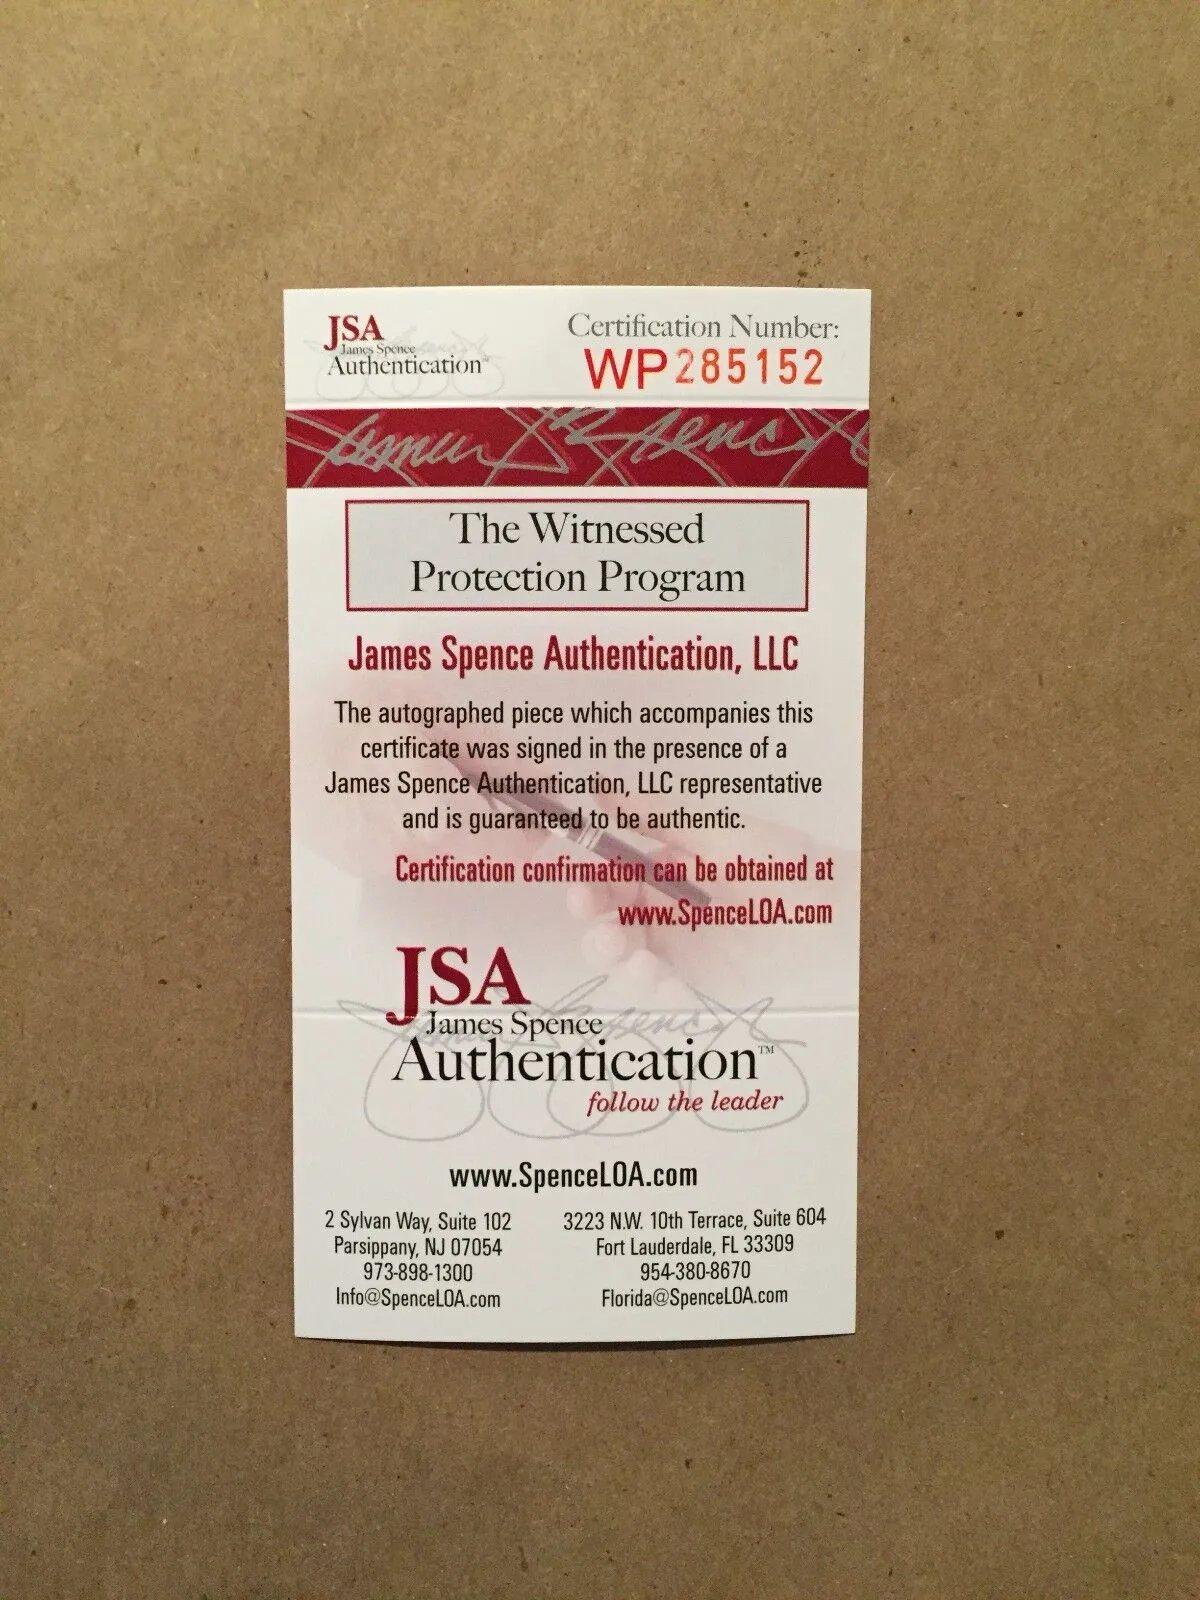 JSA
James Spence
Authentication™
Certification Number:
WP285152
James Spence
The Witnessed
Protection Program
James Spence Authentication, LLC
The autographed piece which accompanies this
certificate was signed in the presence of a
James Spence Authentication, LLC representative
and is guaranteed to be authentic.
Certification confirmation can be obtained at
www.SpenceLOA.com
JSA
James Spence
Authentication™
follow the leader
www.SpenceLOA.com
2 Sylvan Way, Suite 102
Parsippany, NJ 07054
973-898-1300
Info@SpenceLOA.com
3223 N.W. 10th Terrace, Suite 604
Fort Lauderdale, FL 33309
954-380-8670
Florida@SpenceLOA.com